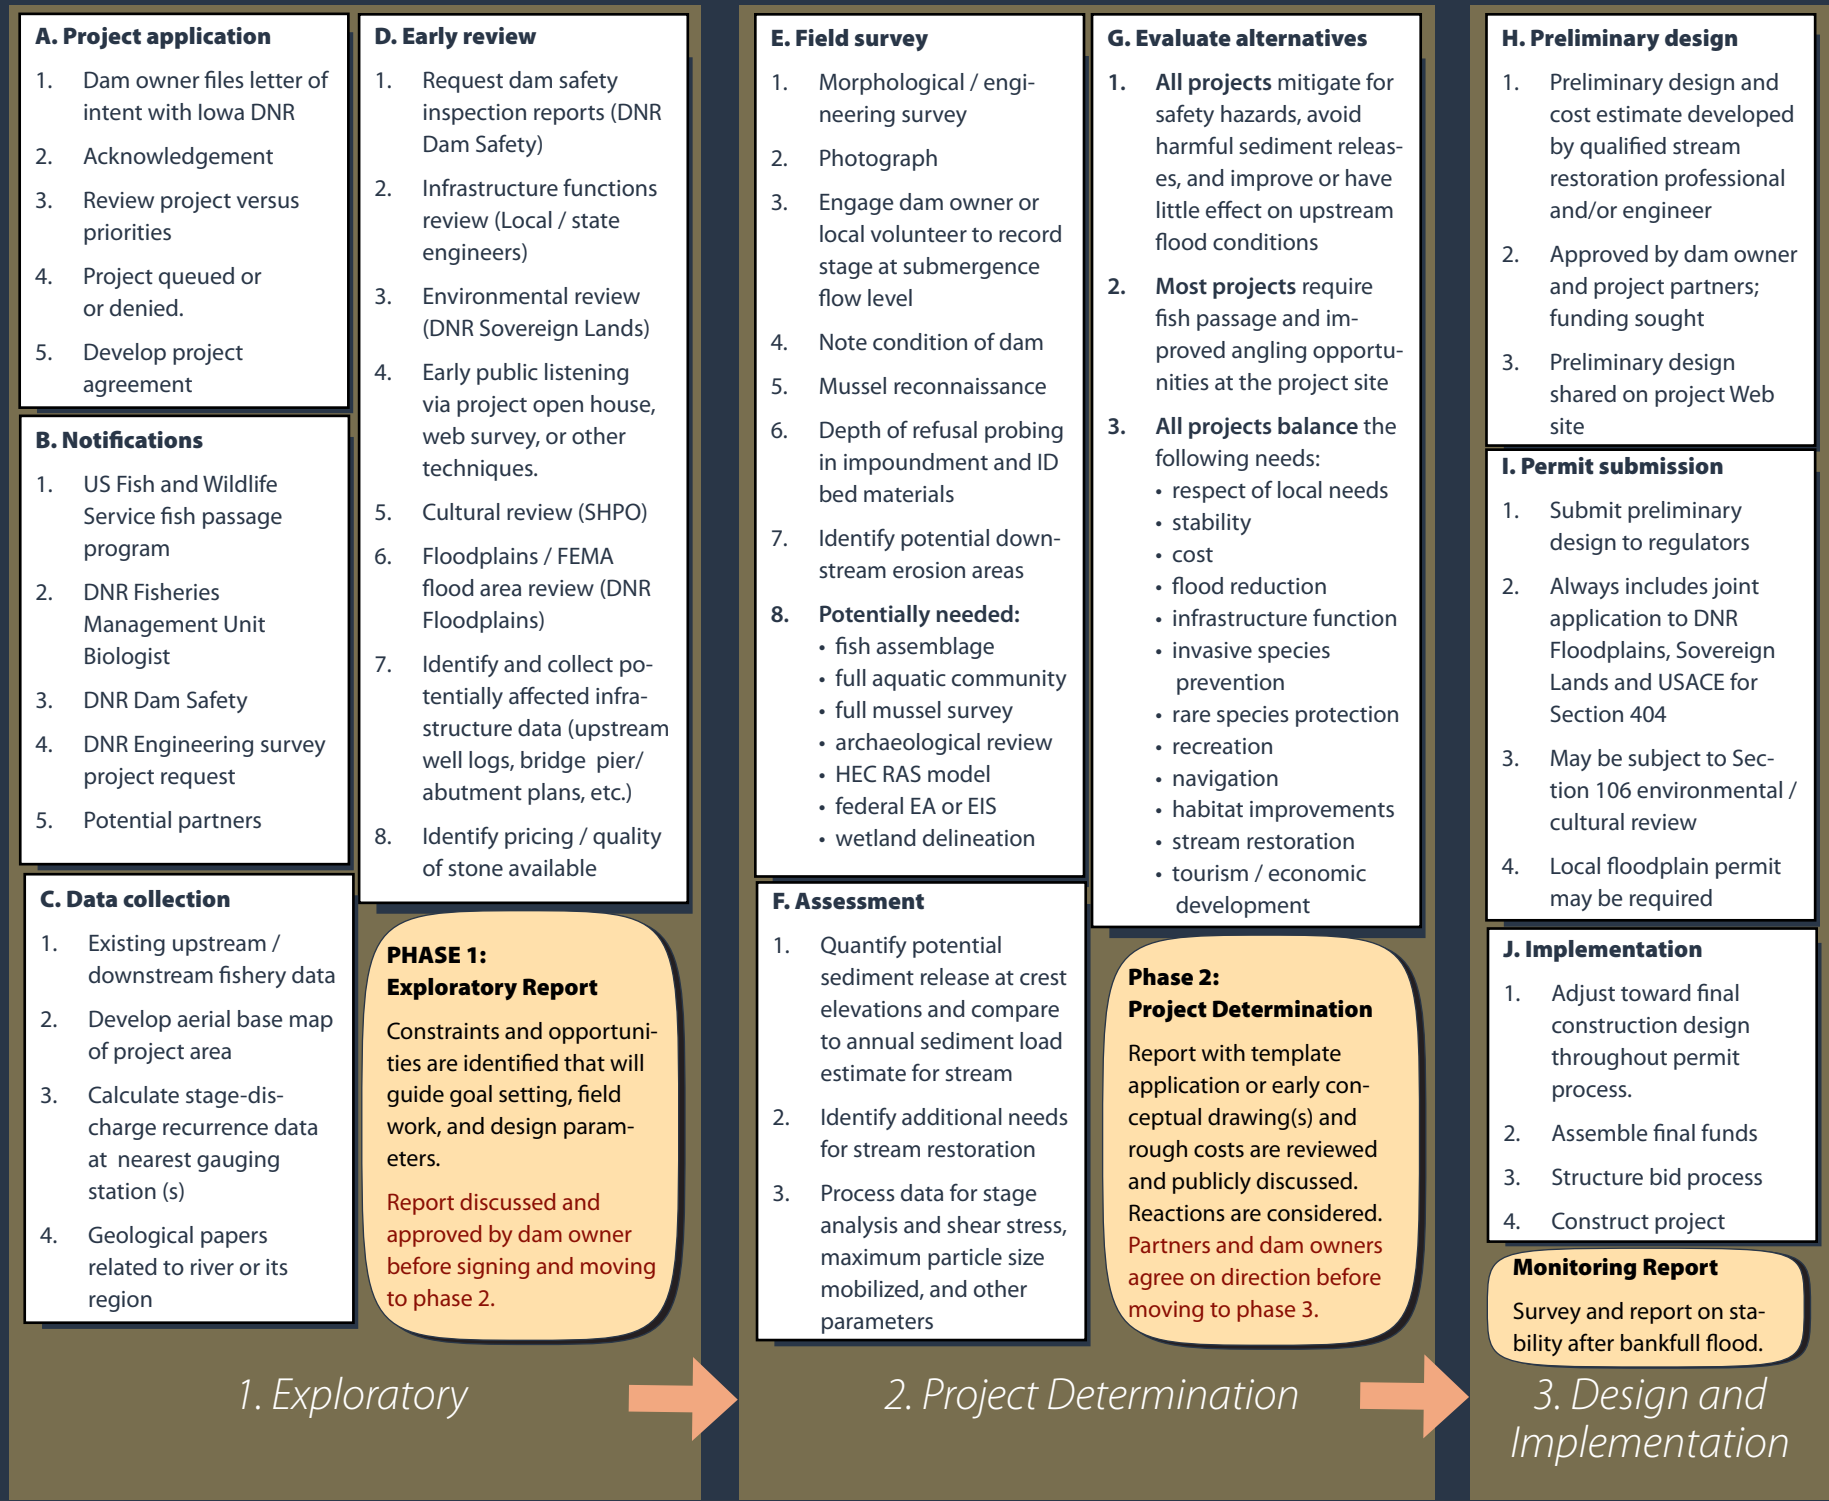 A. Project application
1. Dam owner files letter of
intent with Iowa DNR
2. Acknowledgement
3. Review project versus
priorities
4. Project queued or
or denied.
5. Develop project
agreement
B. Notifications
1. US Fish and Wildlife
Service fish passage
program
2. DNR Fisheries
Management Unit
Biologist
3. DNR Dam Safety
4. DNR Engineering survey
project request
5. Potential partners
C. Data collection
1. Existing upstream /
downstream fishery data
2. Develop aerial base map
of project area
3. Calculate stage-dis-
charge recurrence data
at nearest gauging
station (s)
4. Geological papers
related to river or its
region
D. Early review
1. Request dam safety
inspection reports (DNR
Dam Safety)
2. Infrastructure functions
review (Local / state
engineers)
3. Environmental review
(DNR Sovereign Lands)
4. Early public listening
via project open house,
web survey, or other
techniques.
5. Cultural review (SHPO)
6. Floodplains / FEMA
flood area review (DNR
Floodplains)
7. Identify and collect po-
tentially affected infra-
structure data (upstream
well logs, bridge pier/
abutment plans, etc.)
8. Identify pricing / quality
of stone available
PHASE 1:
Exploratory Report
Constraints and opportuni-
ties are identified that will
guide goal setting, field
work, and design param-
eters.
Report discussed and
approved by dam owner
before signing and moving
to phase 2.
1. Exploratory
E. Field survey
1. Morphological / engi-
neering survey
2. Photograph
3. Engage dam owner or
local volunteer to record
stage at submergence
flow level
4. Note condition of dam
5. Mussel reconnaissance
6. Depth of refusal probing
in impoundment and ID
bed materials
7. Identify potential down-
stream erosion areas
8. Potentially needed:
• fish assemblage
• full aquatic community
• full mussel survey
• archaeological review
• HEC RAS model
• federal EA or EIS
• wetland delineation
F. Assessment
1. Quantify potential
sediment release at crest
elevations and compare
to annual sediment load
estimate for stream
2. Identify additional needs
for stream restoration
3. Process data for stage
analysis and shear stress,
maximum particle size
mobilized, and other
parameters
G. Evaluate alternatives
1. All projects mitigate for
safety hazards, avoid
harmful sediment releas-
es, and improve or have
little effect on upstream
flood conditions
2. Most projects require
fish passage and im-
proved angling opportu-
nities at the project site
3. All projects balance the
following needs:
• respect of local needs
• stability
• cost
• flood reduction
• infrastructure function
• invasive species
prevention
• rare species protection
• recreation
• navigation
• habitat improvements
• stream restoration
• tourism / economic
development
Phase 2:
Project Determination
Report with template
application or early con-
ceptual drawing(s) and
rough costs are reviewed
and publicly discussed.
Reactions are considered.
Partners and dam owners
agree on direction before
moving to phase 3.
2. Project Determination
H. Preliminary design
1. Preliminary design and
cost estimate developed
by qualified stream
restoration professional
and/or engineer
2. Approved by dam owner
and project partners;
funding sought
3. Preliminary design
shared on project Web
site
I. Permit submission
1. Submit preliminary
design to regulators
2. Always includes joint
application to DNR
Floodplains, Sovereign
Lands and USACE for
Section 404
3. May be subject to Sec-
tion 106 environmental /
cultural review
4. Local floodplain permit
may be required
J. Implementation
1. Adjust toward final
construction design
throughout permit
process.
2. Assemble final funds
3. Structure bid process
4. Construct project
Monitoring Report
Survey and report on sta-
bility after bankfull flood.
3. Design and
Implementation